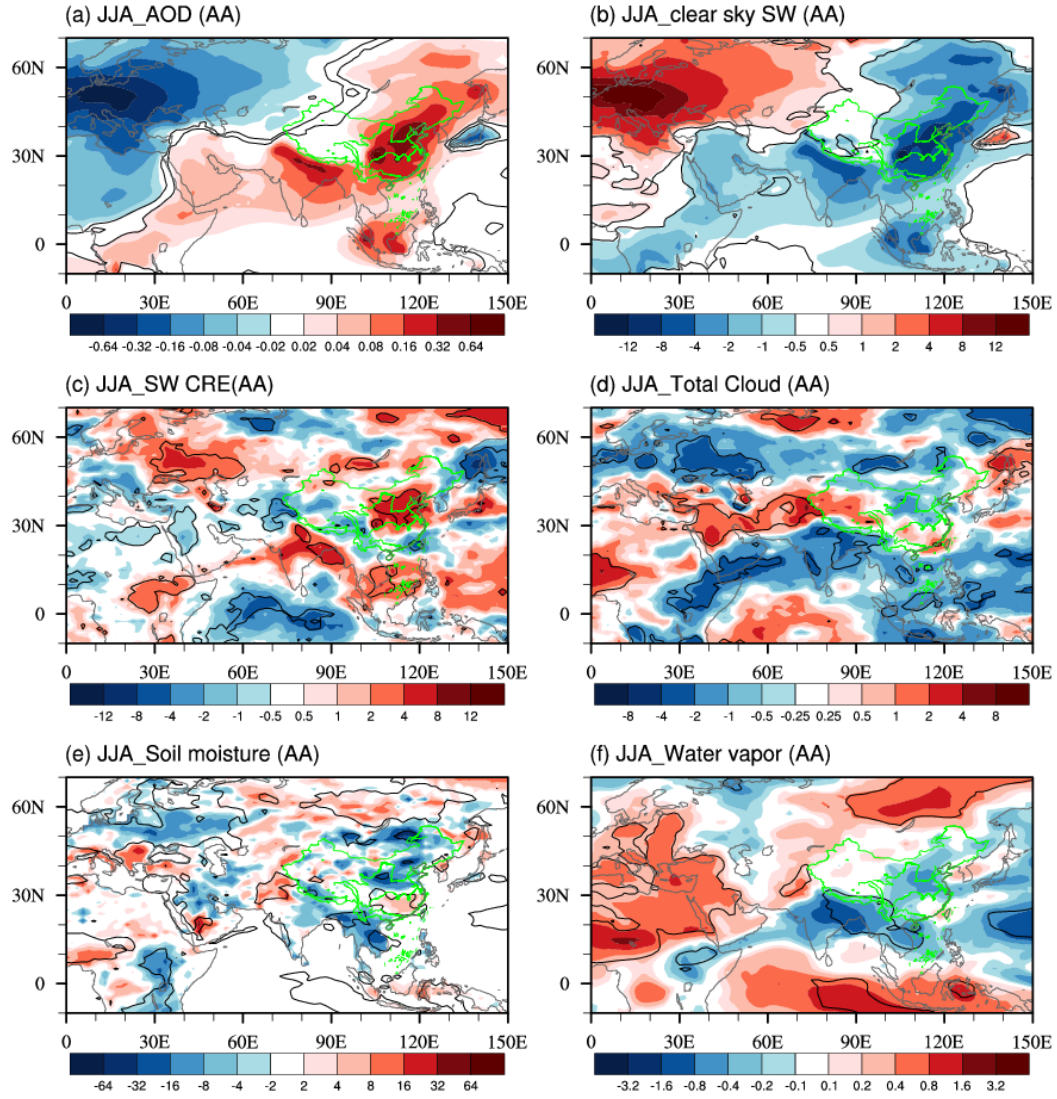 (a) JJA_AOD (AA)
(b) JJA_clear sky SW (AA)
60N
30N
0
0 30E 60E 90E 120E 150E
-0.64 -0.32 -0.16 -0.08 -0.04 -0.02 0.02 0.04 0.08 0.16 0.32 0.64
60N
30N
0
0 30E 60E 90E 120E 150E
-12 -8 -4 -2 -1 -0.5 0.5 1 2 4 8 12
(c) JJA_SW CRE(AA)
(d) JJA_Total Cloud (AA)
60N
30N
0
0 30E 60E 90E 120E 150E
-12 -8 -4 -2 -1 -0.5 0.5 1 2 4 8 12
60N
30N
0
0 30E 60E 90E 120E 150E
-8 -4 -2 -1 -0.5 -0.25 0.25 0.5 1 2 4 8
(e) JJA_Soil moisture (AA)
(f) JJA_Water vapor (AA)
60N
30N
0
0 30E 60E 90E 120E 150E
-64 -32 -16 -8 -4 -2 2 4 8 16 32 64
60N
30N
0
0 30E 60E 90E 120E 150E
-3.2 -1.6 -0.8 -0.4 -0.2 -0.1 0.1 0.2 0.4 0.8 1.6 3.2